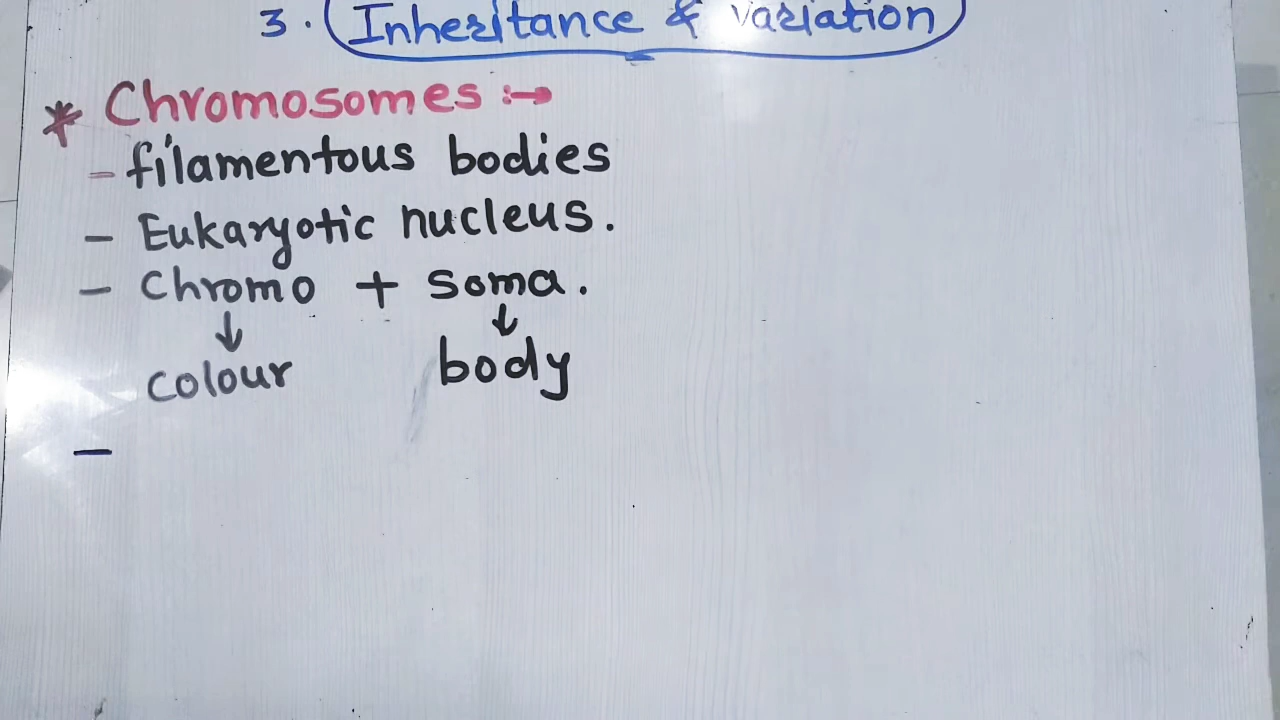 3. Inheritance & variation
* Chromosomes :→
- filamentous bodies
- Eukaryotic nucleus.
- Chromo + Soma.
↓ ↓
colour body
-